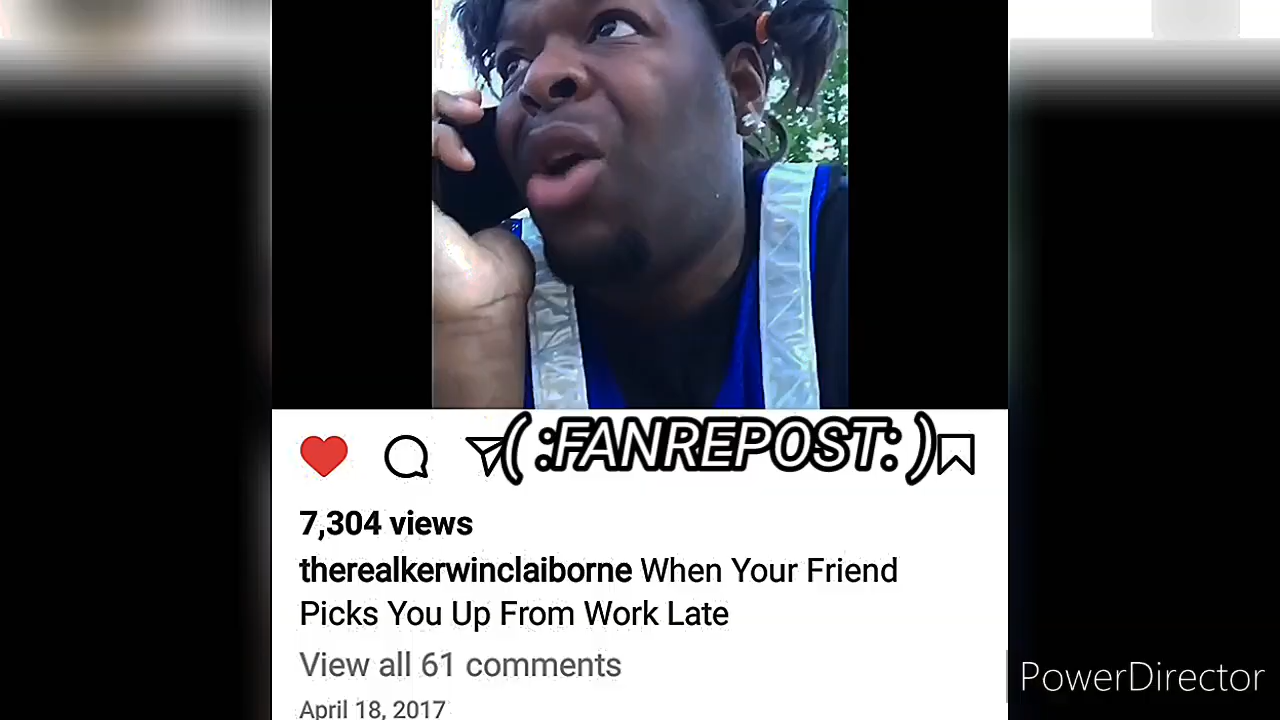 ( :FANREPOST: )
7,304 views
therealkerwinclaiborne When Your Friend
Picks You Up From Work Late
View all 61 comments
April 18, 2017
PowerDirector